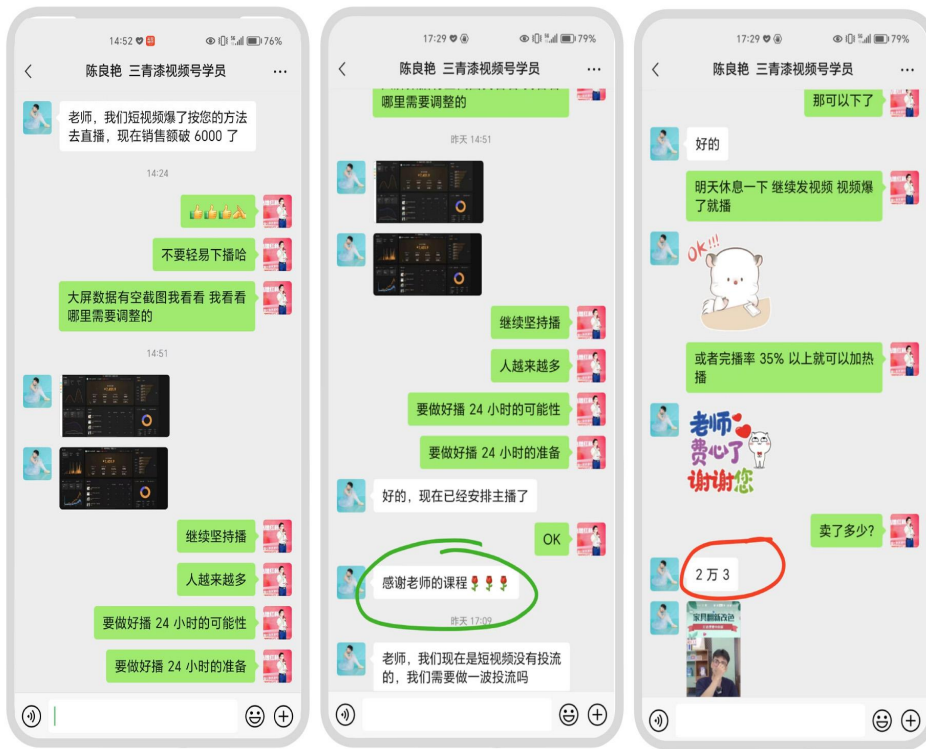 14:52
76%
陈良艳 三青漆视频号学员
老师，我们短视频爆了按您的方法
去直播，现在销售额破 6000 了
14:24
不要轻易下播哈
大屏数据有空截图我看看 我看看
哪里需要调整的
14:51
继续坚持播
人越来越多
要做好播 24 小时的可能性
要做好播 24 小时的准备
17:29
79%
陈良艳 三青漆视频号学员
哪里需要调整的
昨天 14:51
继续坚持播
人越来越多
要做好播 24 小时的可能性
要做好播 24 小时的准备
好的，现在已经安排主播了
OK
感谢老师的课程
昨天 17:09
老师，我们现在是短视频没有投流
的，我们需要做一波投流吗
17:29
79%
陈良艳 三青漆视频号学员
那可以下了
好的
明天休息一下 继续发视频 视频爆
了就播
OK!!!
或者完播率 35% 以上就可以加热
播
老师
费心了
谢谢您
卖了多少?
2 万 3
家具翻新改色